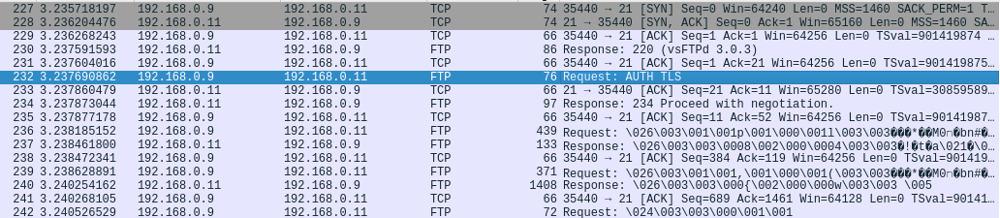 227 3.235718197 192.168.0.9 192.168.0.11 TCP 74 35440 → 21 [SYN] Seq=0 Win=64240 Len=0 MSS=1460 SACK_PERM=1 T…
228 3.236204476 192.168.0.11 192.168.0.9 TCP 74 21 → 35440 [SYN, ACK] Seq=0 Ack=1 Win=65160 Len=0 MSS=1460 SA…
229 3.236268243 192.168.0.9 192.168.0.11 TCP 66 35440 → 21 [ACK] Seq=1 Ack=1 Win=64256 Len=0 TSval=901419874 …
230 3.237591593 192.168.0.11 192.168.0.9 FTP 86 Response: 220 (vsFTPd 3.0.3)
231 3.237604016 192.168.0.9 192.168.0.11 TCP 66 35440 → 21 [ACK] Seq=1 Ack=21 Win=64256 Len=0 TSval=901419875…
232 3.237690862 192.168.0.9 192.168.0.11 FTP 76 Request: AUTH TLS
233 3.237860479 192.168.0.11 192.168.0.9 TCP 66 21 → 35440 [ACK] Seq=21 Ack=11 Win=65280 Len=0 TSval=30859589…
234 3.237873044 192.168.0.11 192.168.0.9 FTP 97 Response: 234 Proceed with negotiation.
235 3.237877178 192.168.0.9 192.168.0.11 TCP 66 35440 → 21 [ACK] Seq=11 Ack=52 Win=64256 Len=0 TSval=90141987…
236 3.238185152 192.168.0.9 192.168.0.11 FTP 439 Request: \026\003\001\001p\001\000\001l\003\003���*��M0
237 3.238461800 192.168.0.11 192.168.0.9 FTP 133 Response: \026\003\003\0008\002\000\0004\003\003
238 3.238472341 192.168.0.9 192.168.0.11 TCP 66 35440 → 21 [ACK] Seq=384 Ack=119 Win=64256 Len=0 TSval=901419…
239 3.238628891 192.168.0.9 192.168.0.11 FTP 371 Request: \026\003\001\001,\001\000\001(\003\003���*��M0
240 3.240254162 192.168.0.11 192.168.0.9 FTP 1408 Response: \026\003\003\000{\002\000\000w\003\003 \005
241 3.240268105 192.168.0.9 192.168.0.11 TCP 66 35440 → 21 [ACK] Seq=689 Ack=1461 Win=64128 Len=0 TSval=90141…
242 3.240526529 192.168.0.9 192.168.0.11 FTP 72 Request: \024\003\003\000\001\001